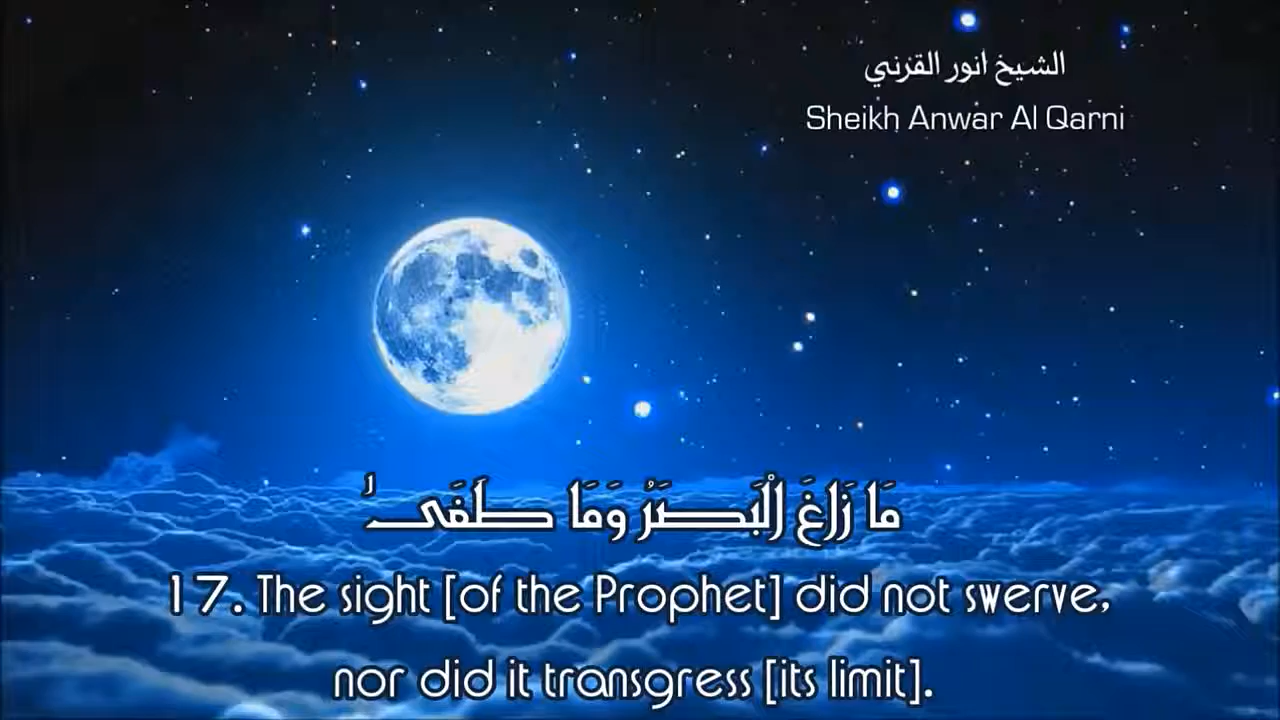 الشيخ انور القرني
Sheikh Anwar Al Qarni
مَا زَاغَ الْبَصَرُ وَمَا طَغَىٰ
17. The sight [of the Prophet] did not swerve,
nor did it transgress [its limit].